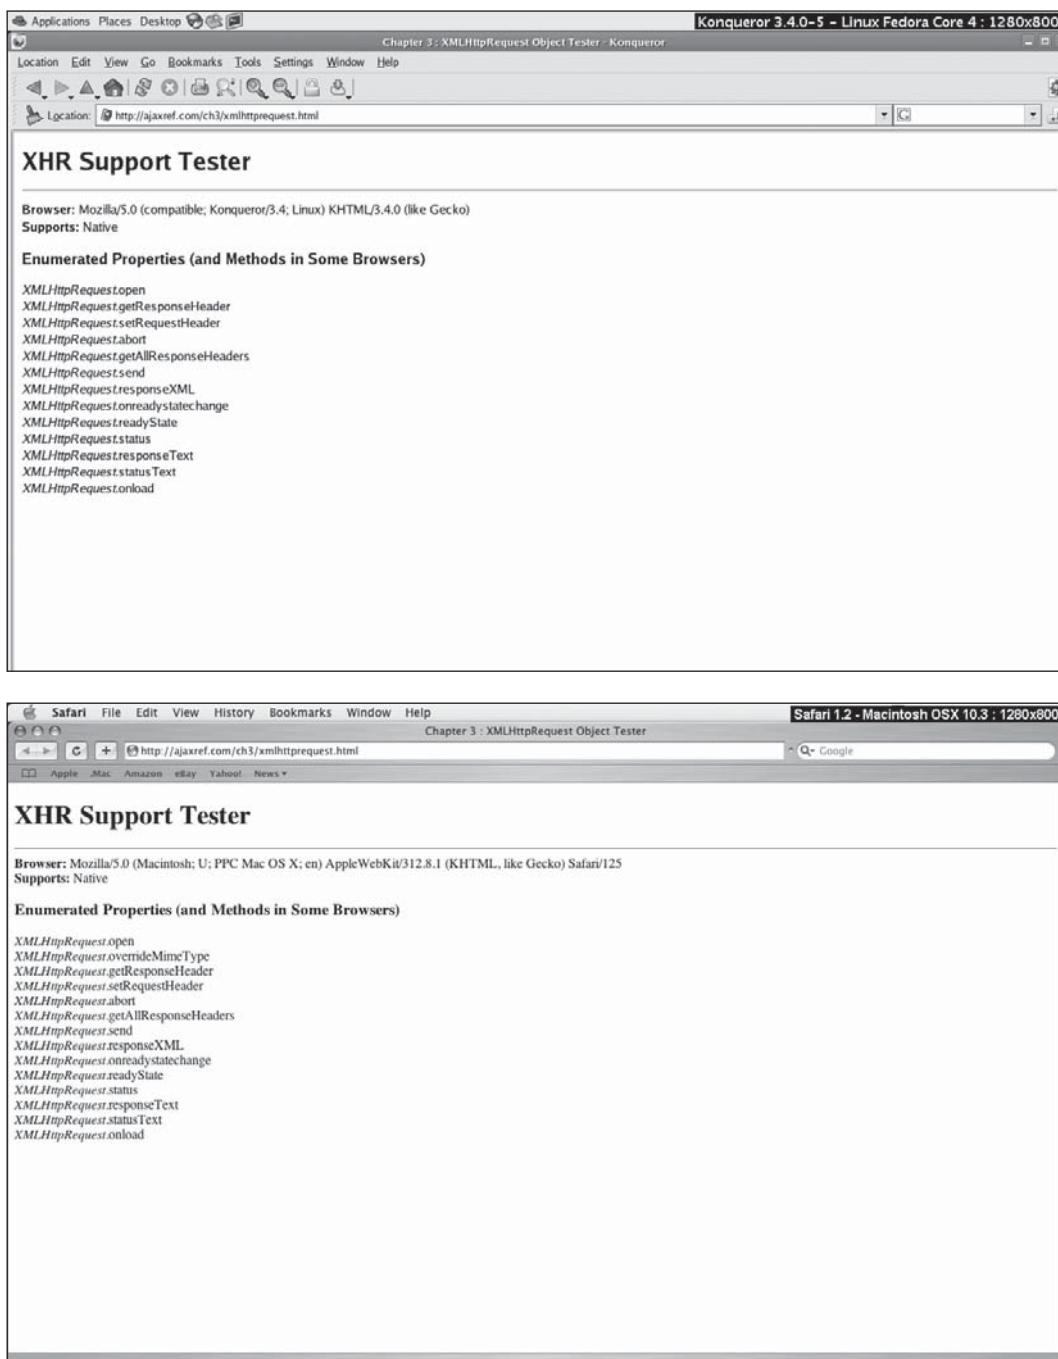 Applications Places Desktop
Konqueror 3.4.0-5 - Linux Fedora Core 4 : 1280x800
Chapter 3 : XMLHttpRequest Object Tester - Konqueror
Location Edit View Go Bookmarks Tools Settings Window Help
Location: http://ajaxref.com/ch3/xmlhttprequest.html
XHR Support Tester
Browser: Mozilla/5.0 (compatible; Konqueror/3.4; Linux) KHTML/3.4.0 (like Gecko)
Supports: Native
Enumerated Properties (and Methods in Some Browsers)
XMLHttpRequest.open
XMLHttpRequest.getResponseHeader
XMLHttpRequest.setRequestHeader
XMLHttpRequest.abort
XMLHttpRequest.getAllResponseHeaders
XMLHttpRequest.send
XMLHttpRequest.responseXML
XMLHttpRequest.onreadystatechange
XMLHttpRequest.readyState
XMLHttpRequest.status
XMLHttpRequest.responseText
XMLHttpRequest.statusText
XMLHttpRequest.onload
Safari File Edit View History Bookmarks Window Help
Safari 1.2 - Macintosh OSX 10.3 : 1280x800
Chapter 3 : XMLHttpRequest Object Tester
http://ajaxref.com/ch3/xmlhttprequest.html
Google
Apple .Mac Amazon eBay Yahoo! News
XHR Support Tester
Browser: Mozilla/5.0 (Macintosh; U; PPC Mac OS X; en) AppleWebKit/312.8.1 (KHTML, like Gecko) Safari/125
Supports: Native
Enumerated Properties (and Methods in Some Browsers)
XMLHttpRequest.open
XMLHttpRequest.overrideMimeType
XMLHttpRequest.getResponseHeader
XMLHttpRequest.setRequestHeader
XMLHttpRequest.abort
XMLHttpRequest.getAllResponseHeaders
XMLHttpRequest.send
XMLHttpRequest.responseXML
XMLHttpRequest.onreadystatechange
XMLHttpRequest.readyState
XMLHttpRequest.status
XMLHttpRequest.responseText
XMLHttpRequest.statusText
XMLHttpRequest.onload